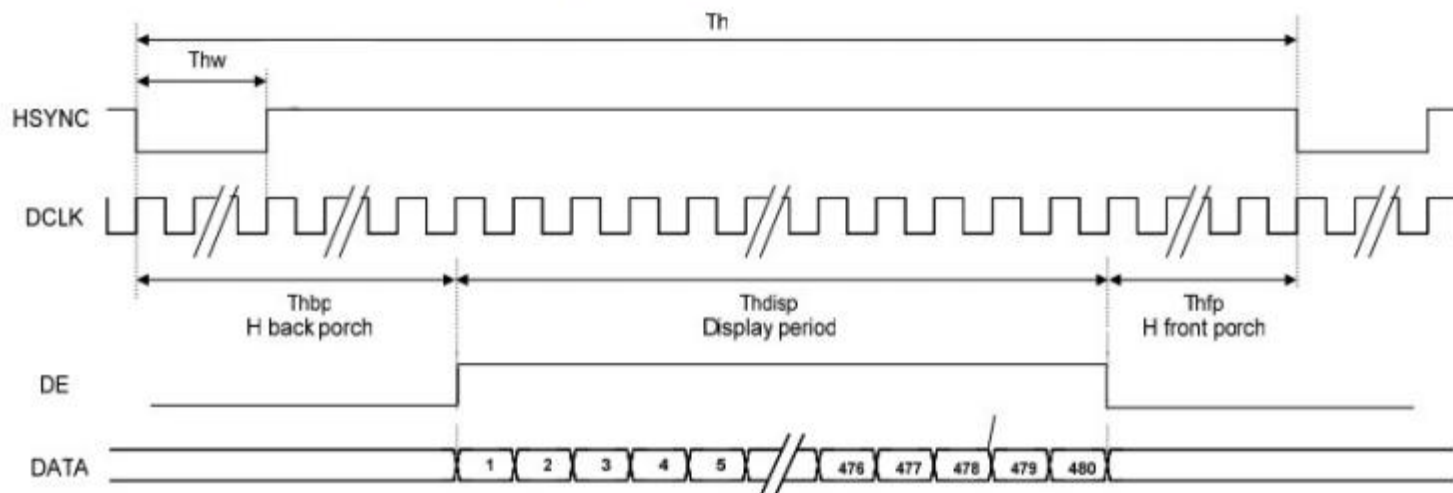 Th
Thw
HSYNC
DCLK
Thbp
H back porch
Thdisp
Display period
Thfp
H front porch
DE
DATA
1 2 3 4 5 476 477 478 479 480